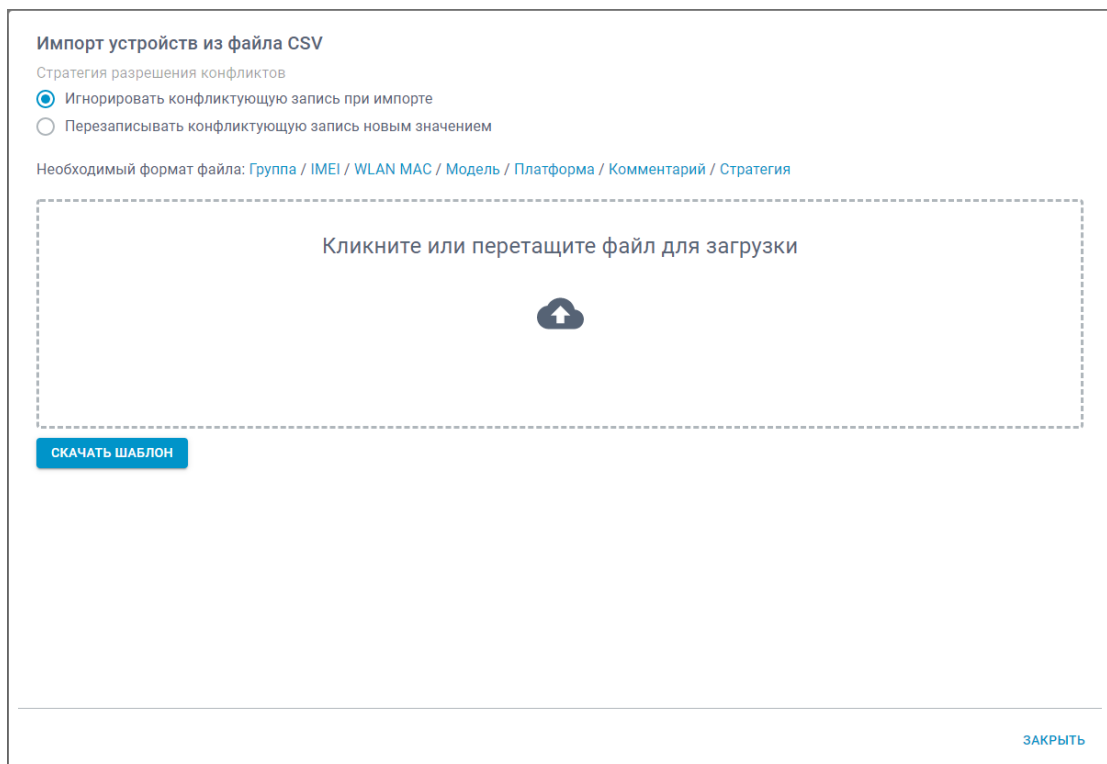 Импорт устройств из файла CSV
Стратегия разрешения конфликтов
Игнорировать конфликтующую запись при импорте
Перезаписывать конфликтующую запись новым значением
Необходимый формат файла: Группа / IMEI / WLAN MAC / Модель / Платформа / Комментарий / Стратегия
Кликните или перетащите файл для загрузки
СКАЧАТЬ ШАБЛОН
ЗАКРЫТЬ